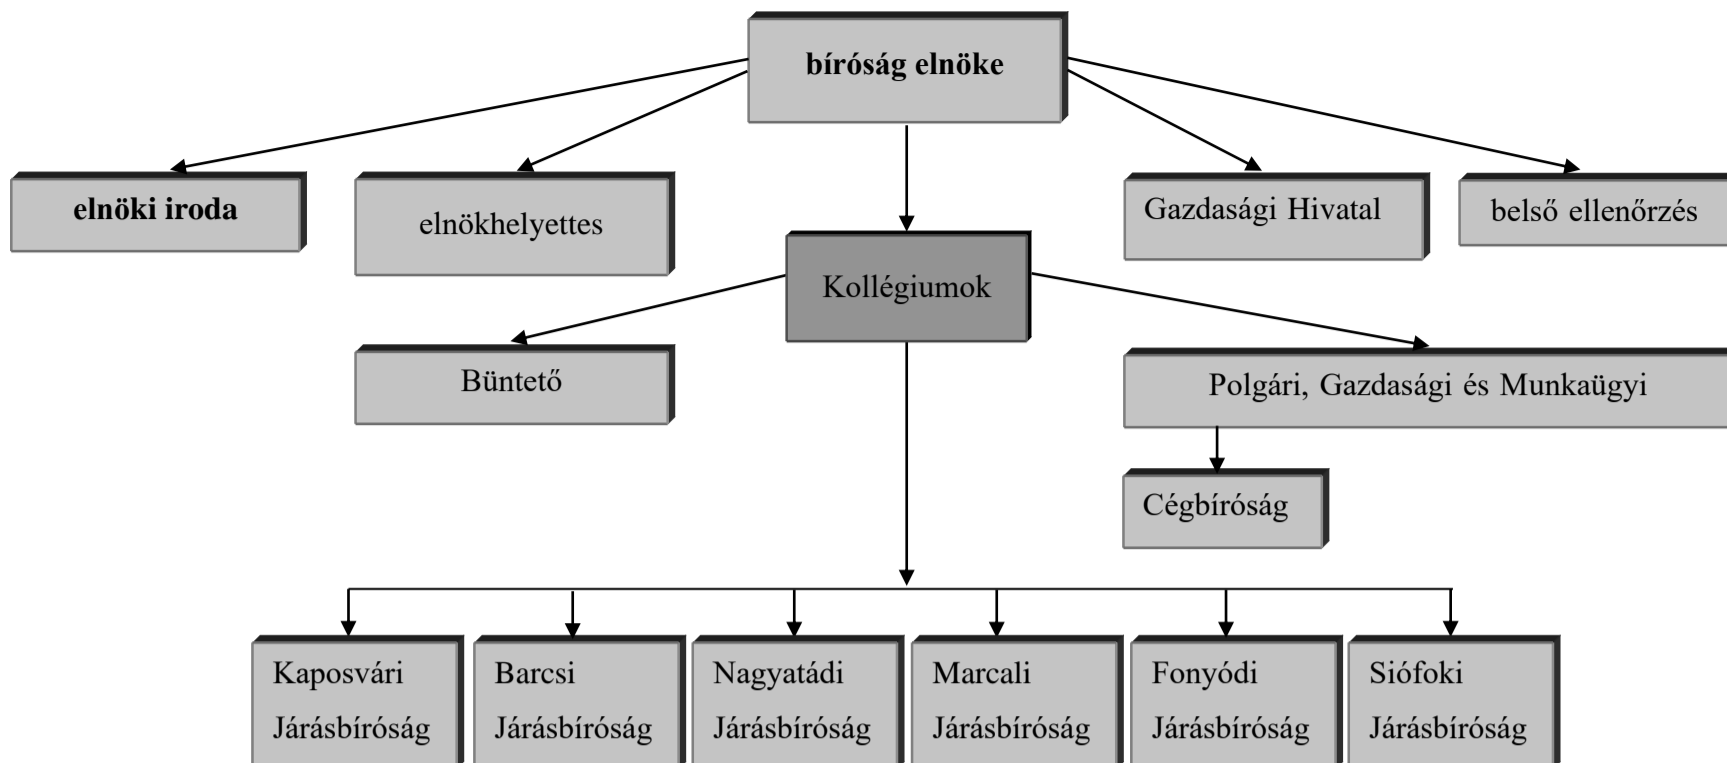 bíróság elnöke
elnöki iroda
elnökhelyettes
Gazdasági Hivatal
belső ellenőrzés
Kollégiumok
Büntető
Polgári, Gazdasági és Munkaügyi
Cégbíróság
Kaposvári
Járásbíróság
Barcsi
Járásbíróság
Nagyatádi
Járásbíróság
Marcali
Járásbíróság
Fonyódi
Járásbíróság
Siófoki
Járásbíróság